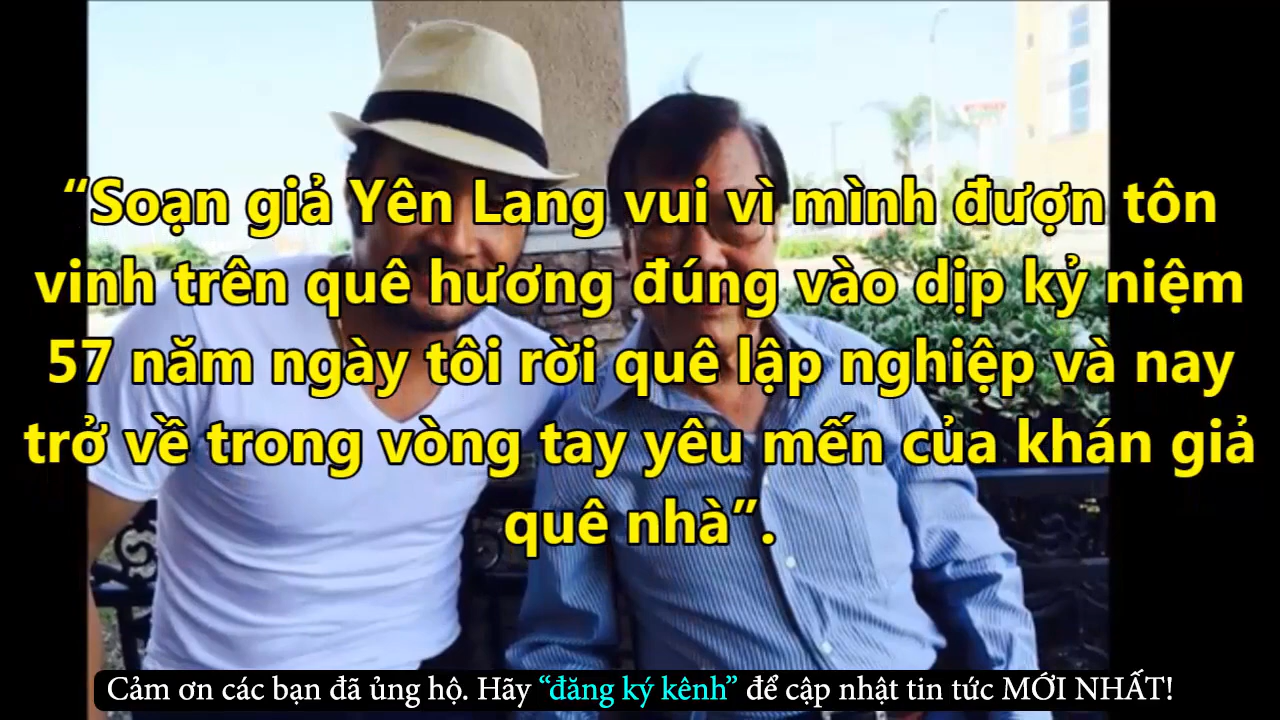 “Soạn giả Yên Lang vui vì mình đượn tôn
vinh trên quê hương đúng vào dịp kỷ niệm
57 năm ngày tôi rời quê lập nghiệp và nay
trở về trong vòng tay yêu mến của khán giả
quê nhà”.
Cảm ơn các bạn đã ủng hộ. Hãy “đăng ký kênh” để cập nhật tin tức MỚI NHẤT!